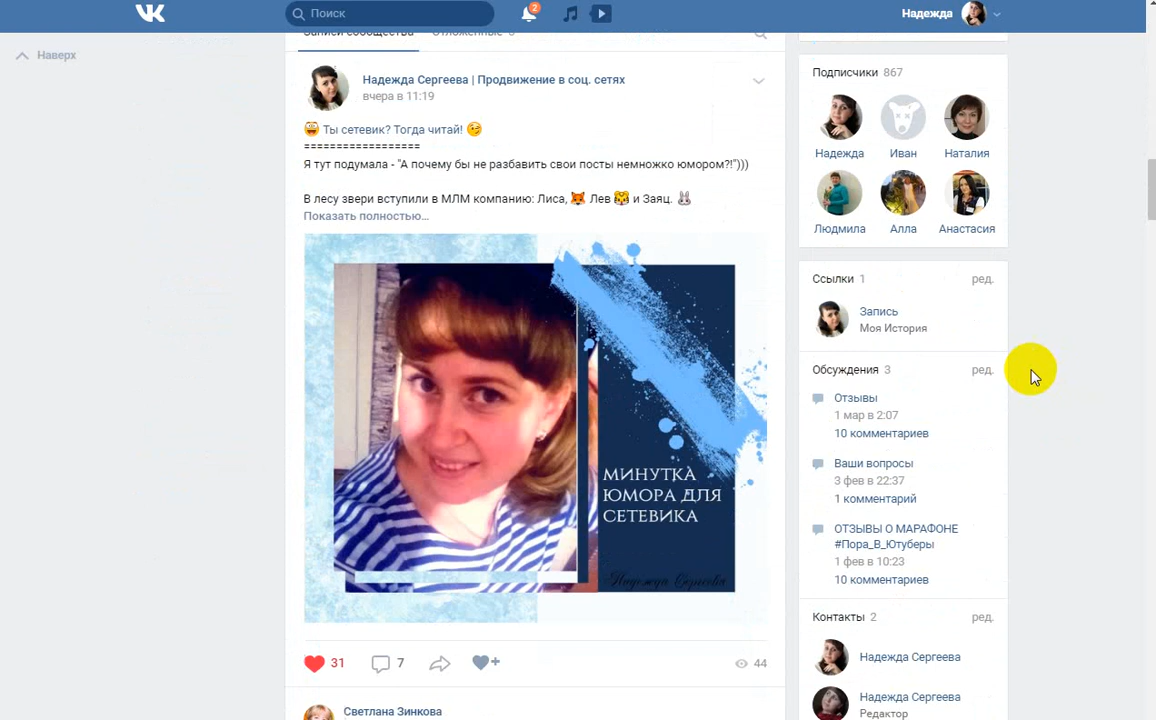 Поиск
2
Надежда
Наверх
Записи сообщества
Отложенные
Надежда Сергеева | Продвижение в соц. сетях
вчера в 11:19
Ты сетевик? Тогда читай!
==================
Я тут подумала - "А почему бы не разбавить свои посты немножко юмором?!")))
В лесу звери вступили в МЛМ компанию: Лиса, Лев и Заяц.
Показать полностью...
МИНУТКА
ЮМОРА ДЛЯ
СЕТЕВИКА
Надежда Сергеева
31
7
44
Светлана Зинкова
Подписчики 867
Надежда Иван Наталия
Людмила Алла Анастасия
Ссылки 1 ред.
Запись
Моя История
Обсуждения 3 ред.
Отзывы
1 мар в 2:07
10 комментариев
Ваши вопросы
3 фев в 22:37
1 комментарий
ОТЗЫВЫ О МАРАФОНЕ
#Пора_В_Ютуберы
1 фев в 10:23
10 комментариев
Контакты 2 ред.
Надежда Сергеева
Надежда Сергеева
Редактор